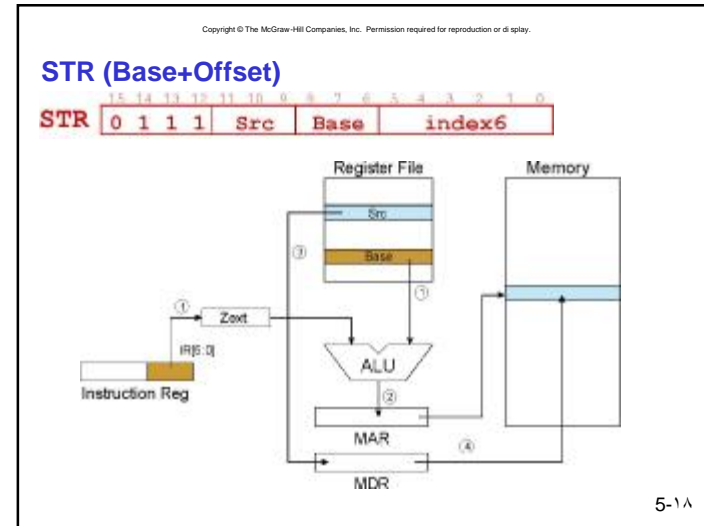 Copyright © The McGraw-Hill Companies, Inc. Permission required for reproduction or di splay.
STR (Base+Offset)
15 14 13 12 11 10 9 8 7 6 5 4 3 2 1 0
STR 0 1 1 1 Src Base index6
Register File
Memory
Src
③
Base
①
①
Zext
IR[5:0]
ALU
Instruction Reg
②
MAR
④
MDR
5-١٨